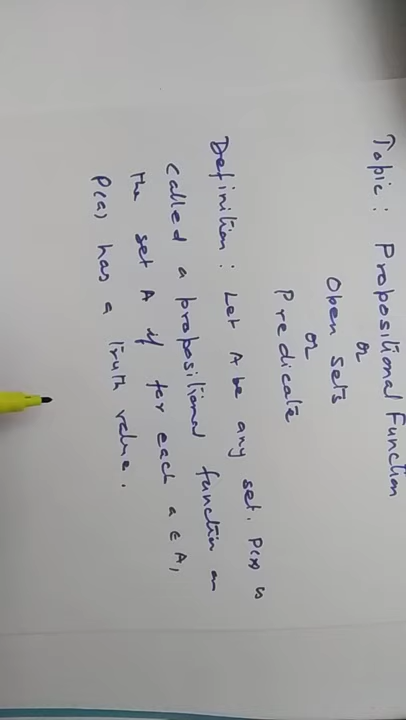 Topic: Propositional Function
or
Open sets
or
Predicate
Definition: Let A be any set. P(x) is
called a propositional function on
the set A if for each a ∈ A,
P(a) has a truth value.